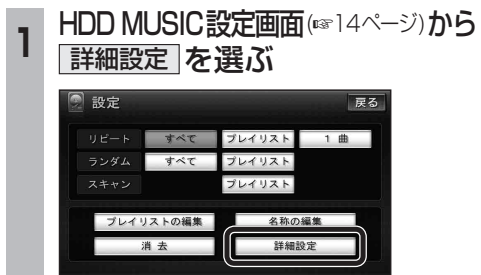 1
HDD MUSIC設定画面(☞14ページ)から
詳細設定 を選ぶ
設定 戻る
リピート すべて プレイリスト 1 曲
ランダム すべて プレイリスト
スキャン プレイリスト
プレイリストの編集 名称の編集
消 去 詳細設定